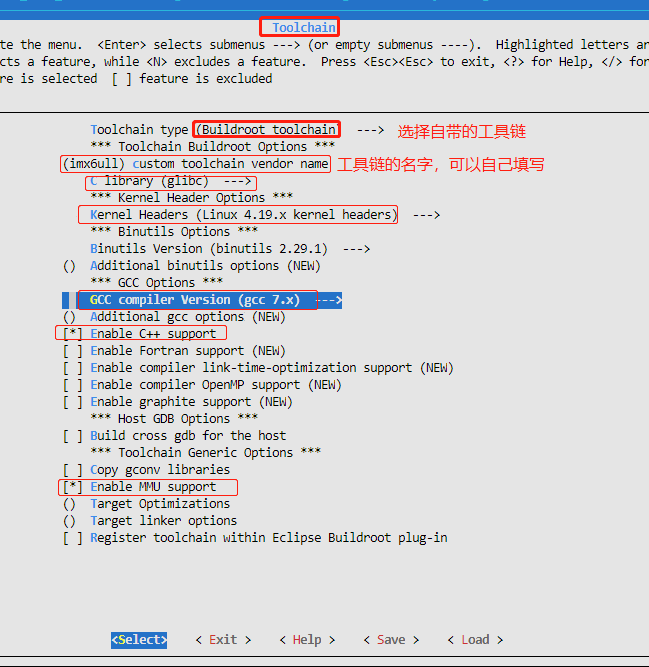 Toolchain
te the menu.  <Enter> selects submenus ---> (or empty submenus ----).  Highlighted letters ar
cts a feature, while <N> excludes a feature.  Press <Esc><Esc> to exit, <?> for Help, </> for
re is selected  [ ] feature is excluded
Toolchain type (Buildroot toolchain)  ---> 选择自带的工具链
*** Toolchain Buildroot Options ***
(imx6ull) custom toolchain vendor name 工具链的名字，可以自己填写
C library (glibc)  --->
*** Kernel Header Options ***
Kernel Headers (Linux 4.19.x kernel headers)  --->
*** Binutils Options ***
Binutils Version (binutils 2.29.1)  --->
()  Additional binutils options (NEW)
*** GCC Options ***
GCC compiler Version (gcc 7.x)  --->
()  Additional gcc options (NEW)
[*] Enable C++ support
[ ] Enable Fortran support (NEW)
[ ] Enable compiler link-time-optimization support (NEW)
[ ] Enable compiler OpenMP support (NEW)
[ ] Enable graphite support (NEW)
*** Host GDB Options ***
[ ] Build cross gdb for the host
*** Toolchain Generic Options ***
[ ] Copy gconv libraries
[*] Enable MMU support
()  Target Optimizations
()  Target linker options
[ ] Register toolchain within Eclipse Buildroot plug-in
<Select>    < Exit >    < Help >    < Save >    < Load >